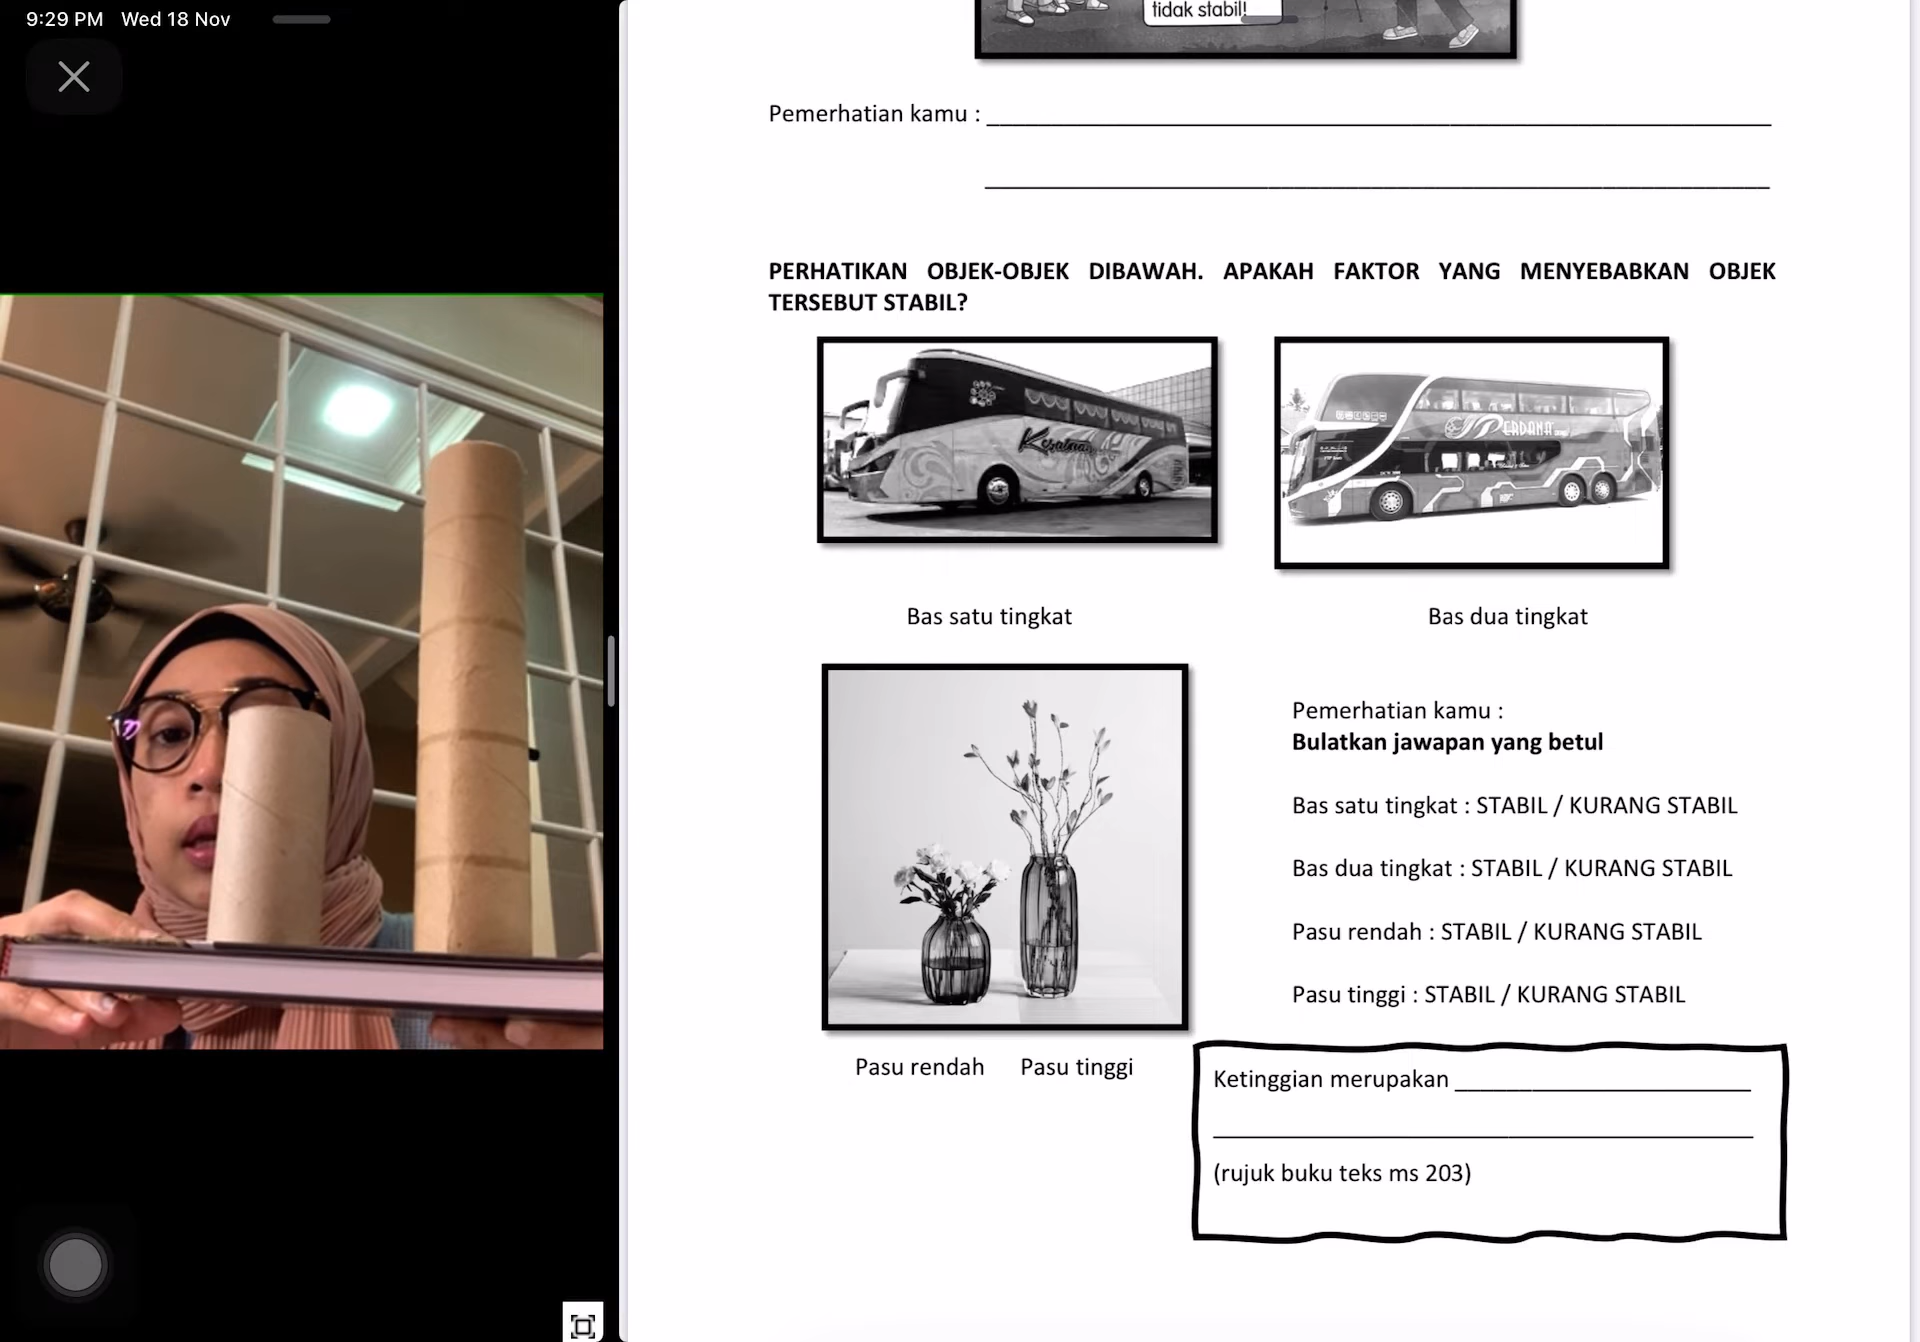 9:29 PM Wed 18 Nov
tidak stabil!
Pemerhatian kamu :
PERHATIKAN OBJEK-OBJEK DIBAWAH. APAKAH FAKTOR YANG MENYEBABKAN OBJEK
TERSEBUT STABIL?
PERDANA
Bas satu tingkat
Bas dua tingkat
Pemerhatian kamu :
Bulatkan jawapan yang betul
Bas satu tingkat : STABIL / KURANG STABIL
Bas dua tingkat : STABIL / KURANG STABIL
Pasu rendah : STABIL / KURANG STABIL
Pasu tinggi : STABIL / KURANG STABIL
Pasu rendah Pasu tinggi
Ketinggian merupakan
(rujuk buku teks ms 203)